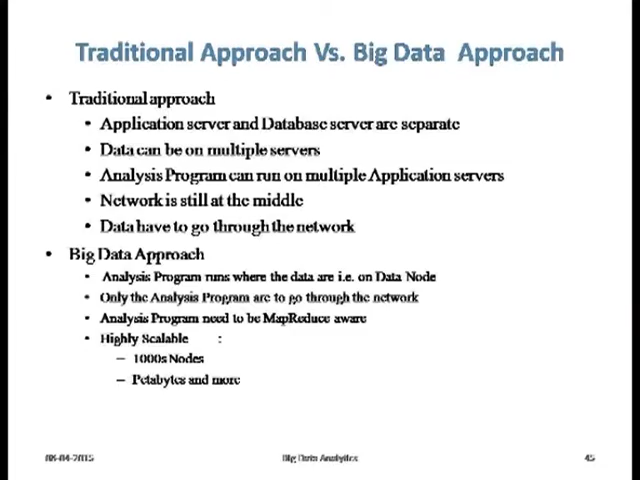 Traditional Approach Vs. Big Data Approach
• Traditional approach
• Application server and Database server are separate
• Data can be on multiple servers
• Analysis Program can run on multiple Application servers
• Network is still at the middle
• Data have to go through the network
• Big Data Approach
• Analysis Program runs where the data are i.e. on Data Node
• Only the Analysis Program are to go through the network
• Analysis Program need to be MapReduce aware
• Highly Scalable :
– 1000s Nodes
– Petabytes and more
08-04-2015 Big Data Analytics 45